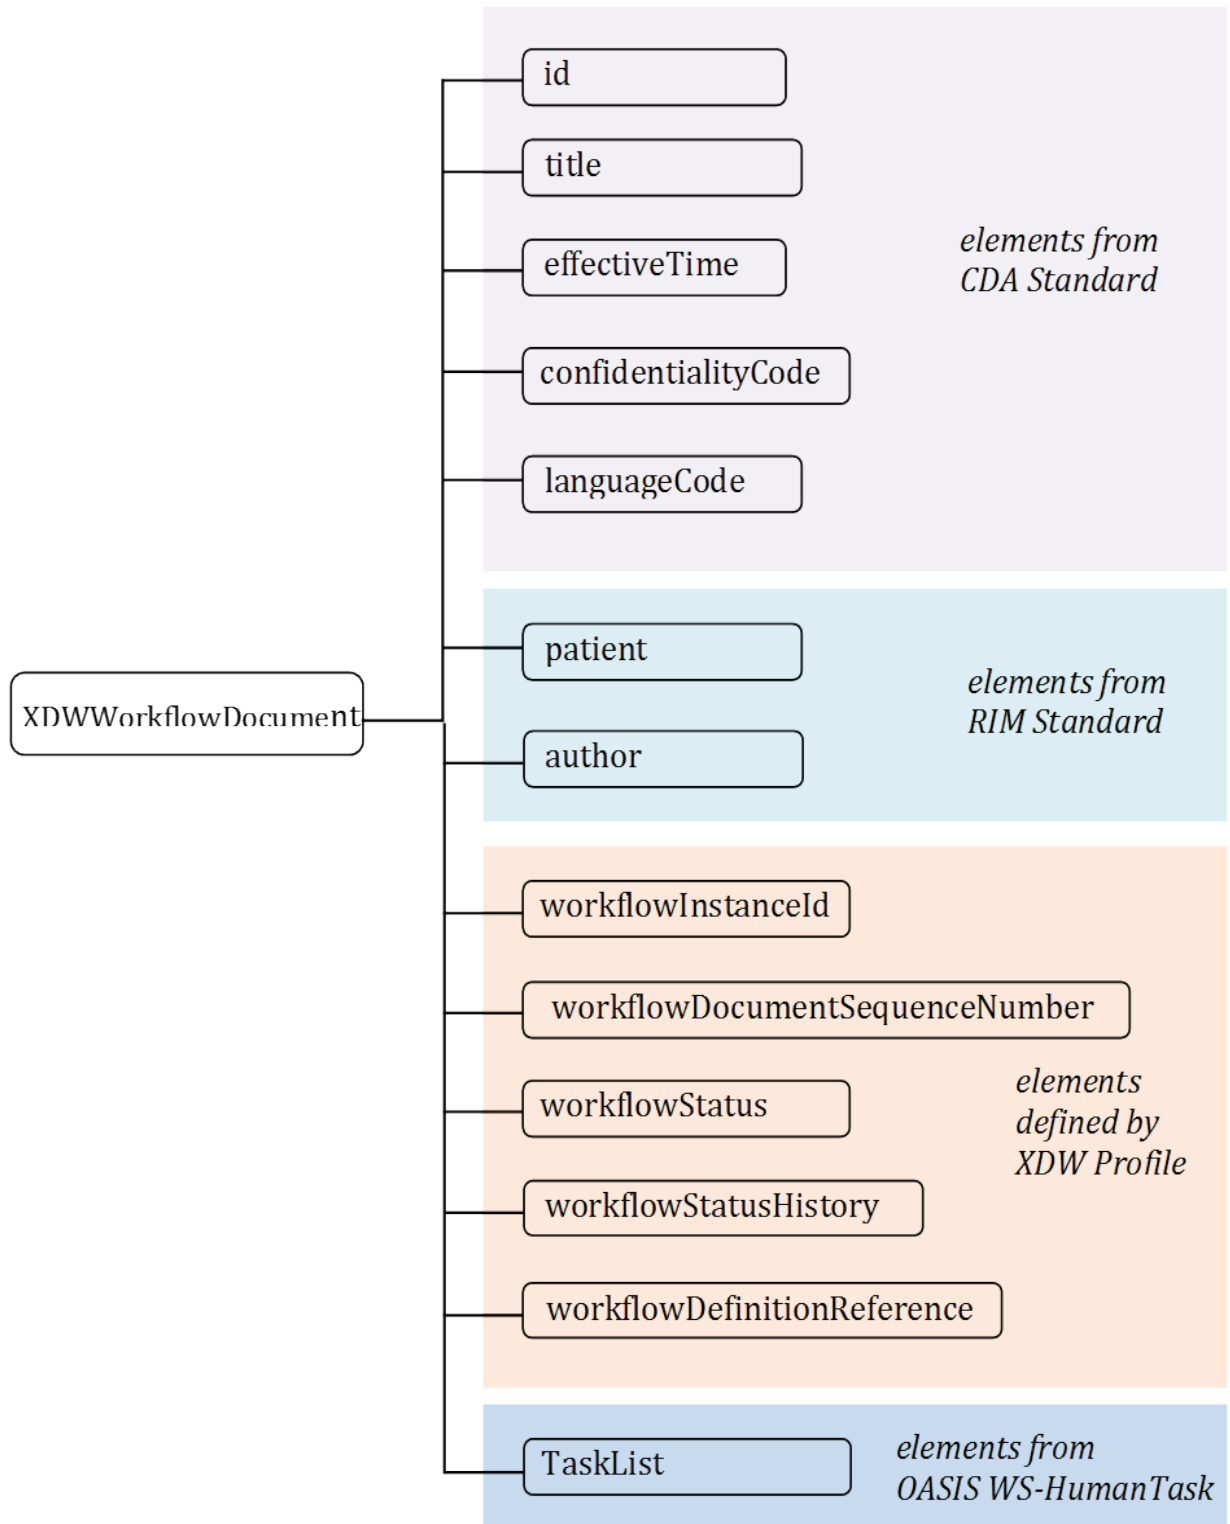 id
title
effectiveTime
elements from
CDA Standard
confidentialityCode
languageCode
patient
elements from
RIM Standard
XDWWorkflowDocument
author
workflowInstanceId
workflowDocumentSequenceNumber
elements
defined by
XDW Profile
workflowStatus
workflowStatusHistory
workflowDefinitionReference
TaskList
elements from
OASIS WS-HumanTask